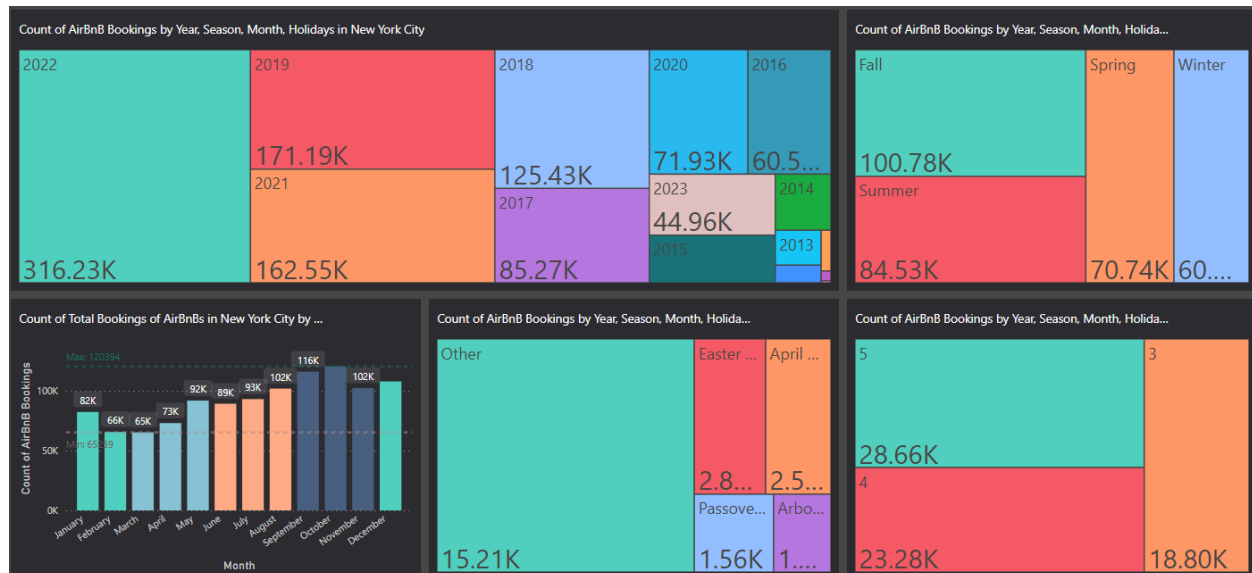 Count of AirBnB Bookings by Year, Season, Month, Holidays in New York City
2022
316.23K
2019
171.19K
2021
162.55K
2018
125.43K
2017
85.27K
2020
71.93K
2016
60.5...
2023
44.96K
2015
2014
2013
Count of AirBnB Bookings by Year, Season, Month, Holida...
Fall
100.78K
Summer
84.53K
Spring
70.74K
Winter
60....
Count of Total Bookings of AirBnBs in New York City by ...
Count of AirBnB Bookings
100K
50K
0K
Max: 120394
Min: 65239
82K
66K
65K
73K
92K
89K
93K
102K
116K
102K
January
February
March
April
May
June
July
August
September
October
November
December
Month
Count of AirBnB Bookings by Year, Season, Month, Holida...
Other
15.21K
Easter ...
2.8...
April ...
2.5...
Passove...
1.56K
Arbo...
1....
Count of AirBnB Bookings by Year, Season, Month, Holida...
5
28.66K
4
23.28K
3
18.80K